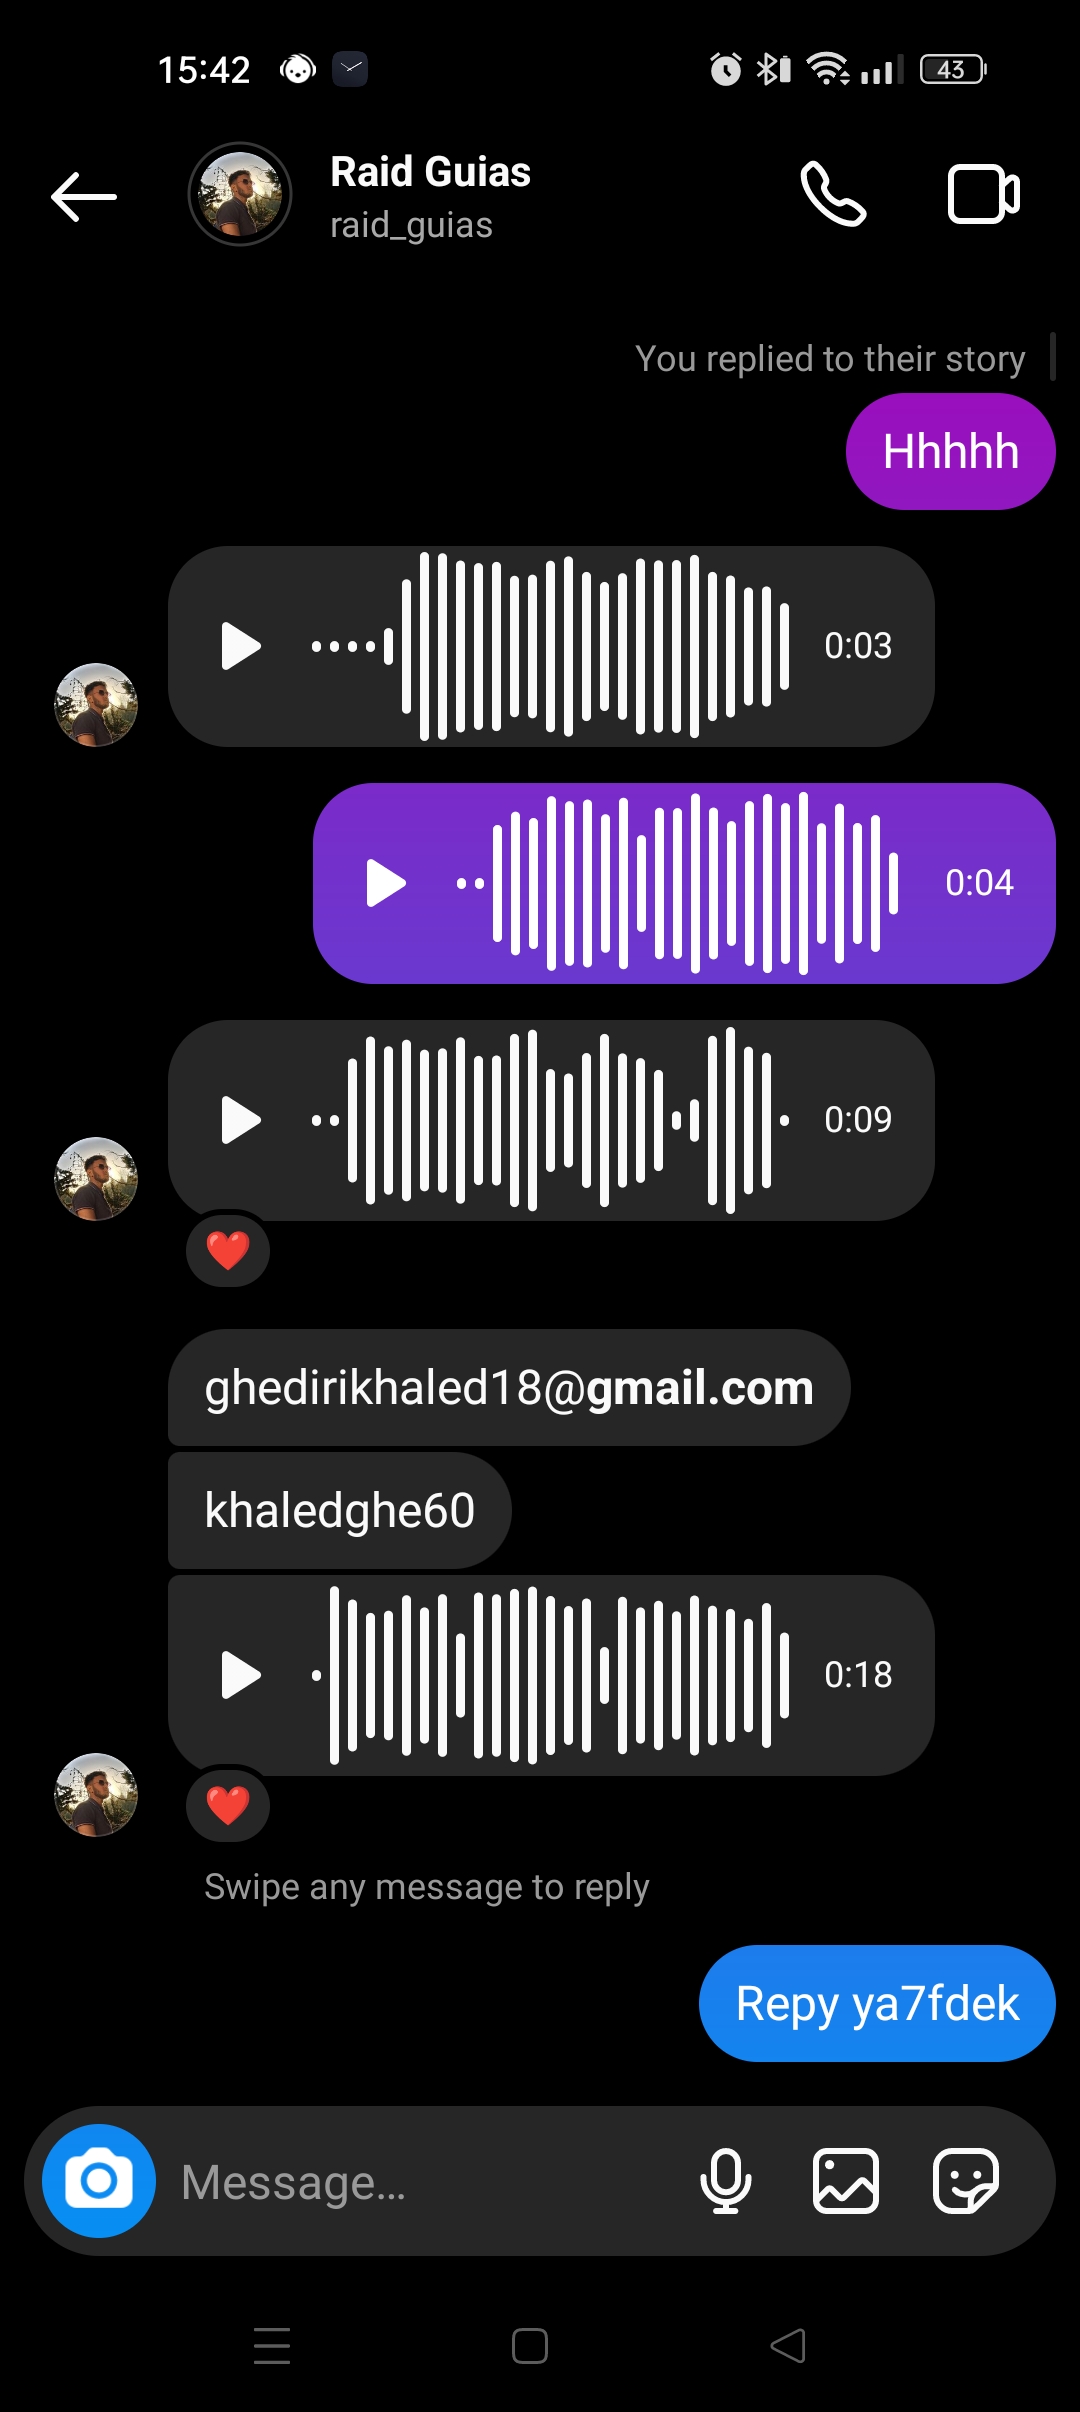 15:42
43
Raid Guias
raid_guias
You replied to their story
Hhhhh
0:03
0:04
0:09
ghedirikhaled18@gmail.com
khaledghe60
0:18
Swipe any message to reply
Repy ya7fdek
Message...